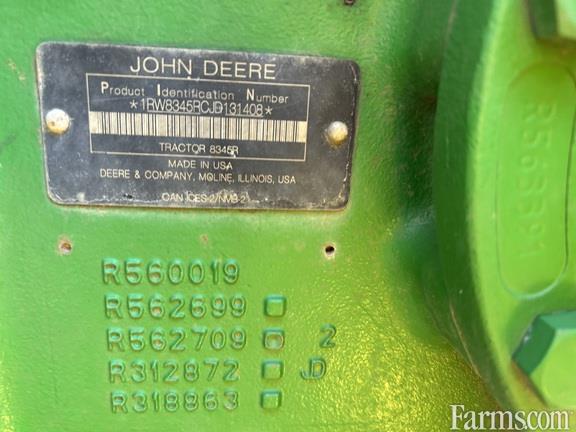 JOHN DEERE
Product Identification Number
*1RW8345RCJD131408*
TRACTOR 8345R
MADE IN USA
DEERE & COMPANY, MOLINE, ILLINOIS, USA
CAN ICES-2/NMB-2
R560019
R562699
R562709 2
R312872 JD
R318863
Farms.com®